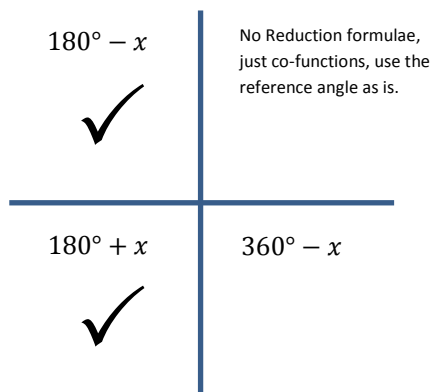 180° − x
No Reduction formulae,
just co-functions, use the
reference angle as is.
180° + x
360° − x